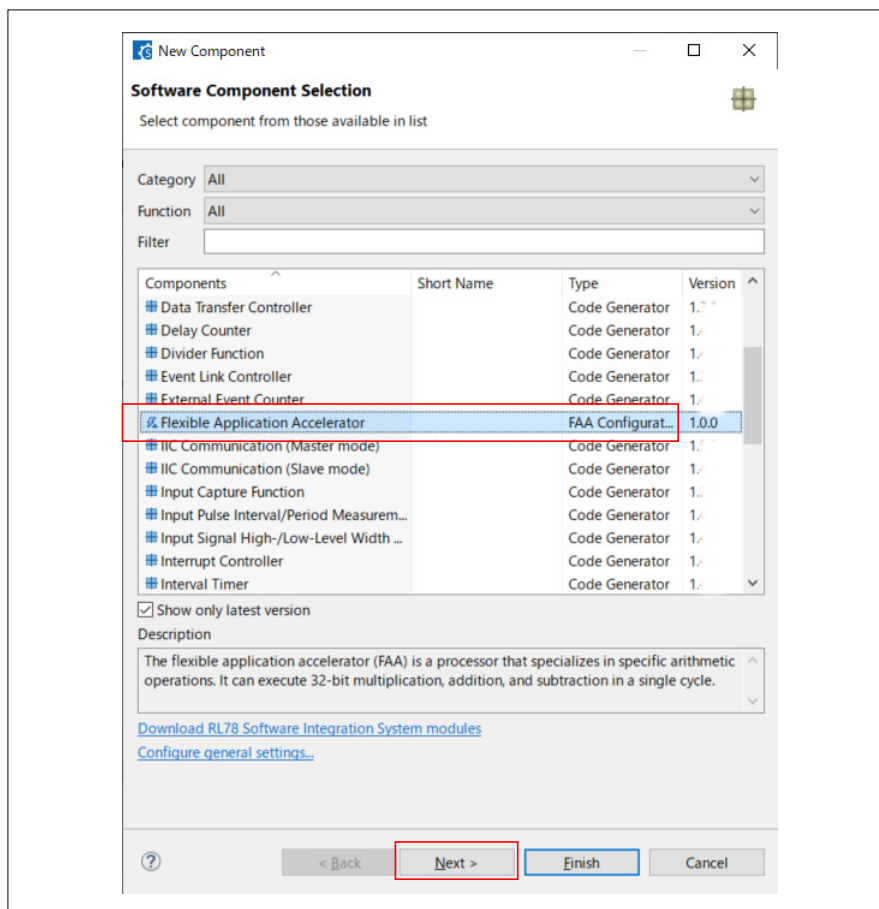 New Component
Software Component Selection
Select component from those available in list
Category All
Function All
Filter
Components Short Name Type Version
Data Transfer Controller Code Generator
Delay Counter Code Generator
Divider Function Code Generator
Event Link Controller Code Generator
External Event Counter Code Generator
Flexible Application Accelerator FAA Configurat... 1.0.0
IIC Communication (Master mode) Code Generator
IIC Communication (Slave mode) Code Generator
Input Capture Function Code Generator
Input Pulse Interval/Period Measurem... Code Generator
Input Signal High-/Low-Level Width ... Code Generator
Interrupt Controller Code Generator
Interval Timer Code Generator
Show only latest version
Description
The flexible application accelerator (FAA) is a processor that specializes in specific arithmetic
operations. It can execute 32-bit multiplication, addition, and subtraction in a single cycle.
Download RL78 Software Integration System modules
Configure general settings...
? < Back Next > Finish Cancel